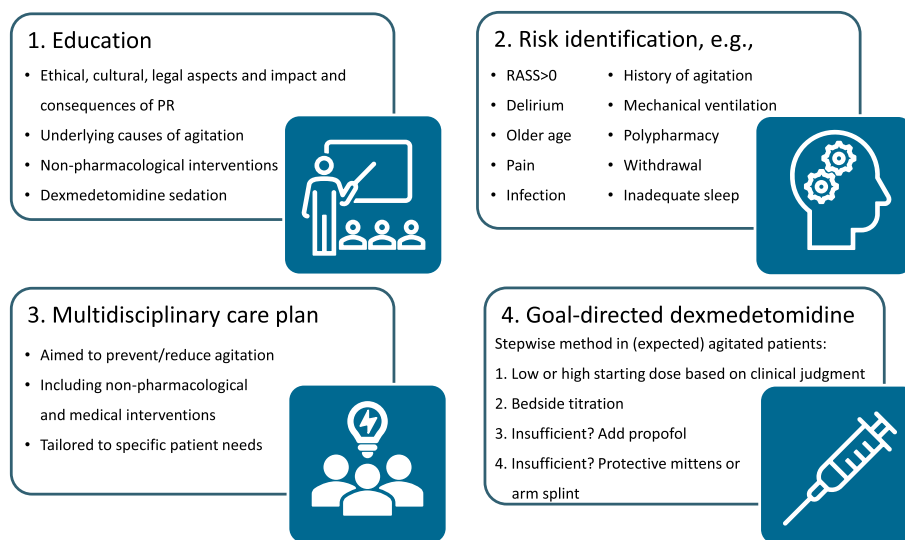 1. Education
• Ethical, cultural, legal aspects and impact and
consequences of PR
• Underlying causes of agitation
• Non-pharmacological interventions
• Dexmedetomidine sedation
2. Risk identification, e.g.,
• RASS>0
• Delirium
• Older age
• Pain
• Infection
• History of agitation
• Mechanical ventilation
• Polypharmacy
• Withdrawal
• Inadequate sleep
3. Multidisciplinary care plan
• Aimed to prevent/reduce agitation
• Including non-pharmacological
and medical interventions
• Tailored to specific patient needs
4. Goal-directed dexmedetomidine
Stepwise method in (expected) agitated patients:
1. Low or high starting dose based on clinical judgment
2. Bedside titration
3. Insufficient? Add propofol
4. Insufficient? Protective mittens or
arm splint